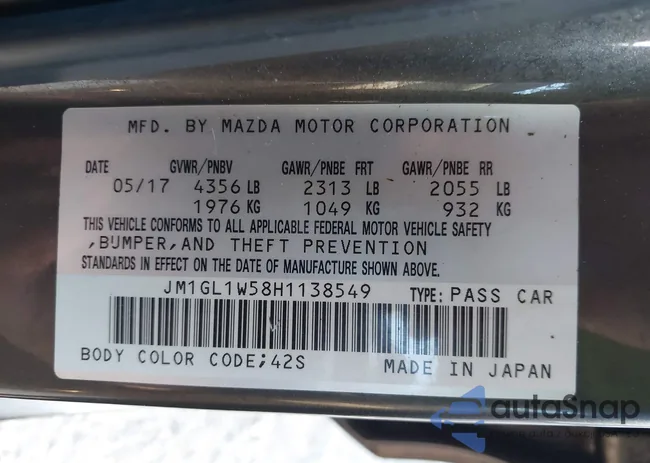 MFD. BY MAZDA MOTOR CORPORATION
DATE GVWR/PNBV GAWR/PNBE FRT GAWR/PNBE RR
05/17 4356 LB 2313 LB 2055 LB
1976 KG 1049 KG 932 KG
THIS VEHICLE CONFORMS TO ALL APPLICABLE FEDERAL MOTOR VEHICLE SAFETY
,BUMPER,AND THEFT PREVENTION
STANDARDS IN EFFECT ON THE DATE OF MANUFACTURE SHOWN ABOVE.
JM1GL1W58H1138549 TYPE: PASS CAR
BODY COLOR CODE;42S MADE IN JAPAN
autoSnap